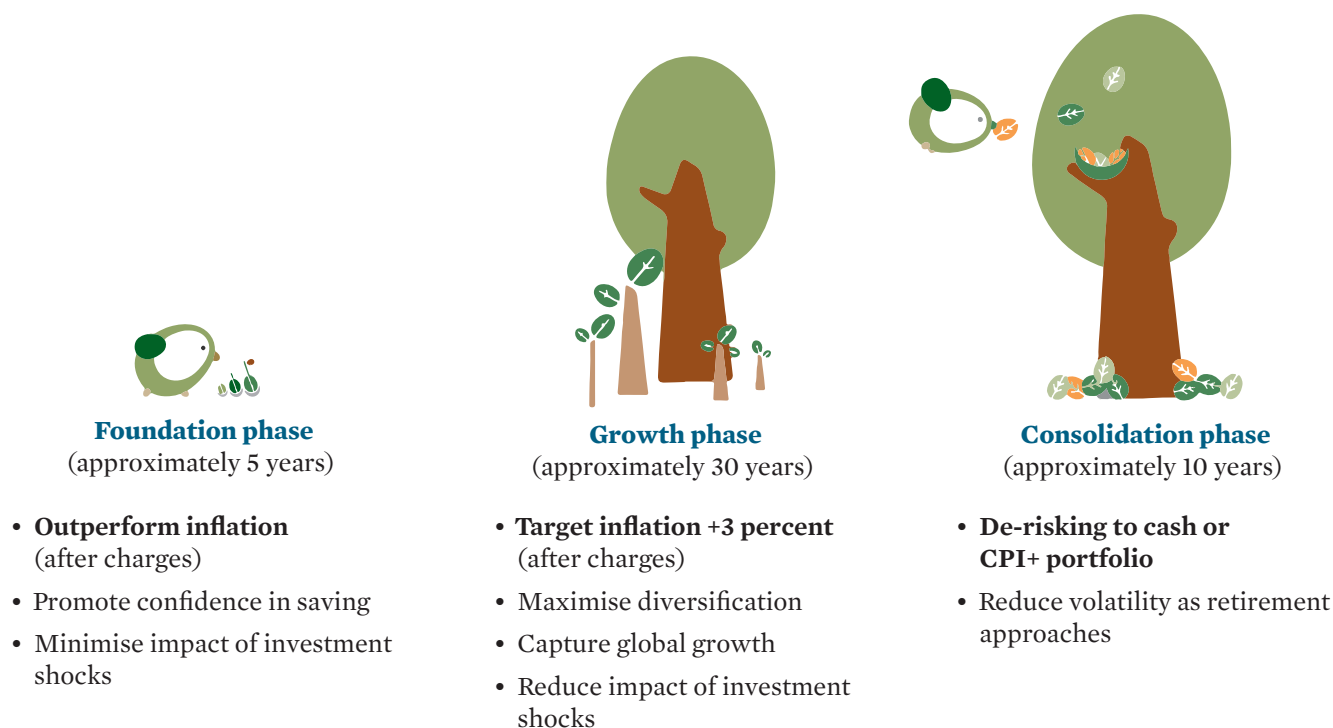 Foundation phase
(approximately 5 years)
• Outperform inflation
(after charges)
• Promote confidence in saving
• Minimise impact of investment
shocks
Growth phase
(approximately 30 years)
• Target inflation +3 percent
(after charges)
• Maximise diversification
• Capture global growth
• Reduce impact of investment
shocks
Consolidation phase
(approximately 10 years)
• De-risking to cash or
CPI+ portfolio
• Reduce volatility as retirement
approaches